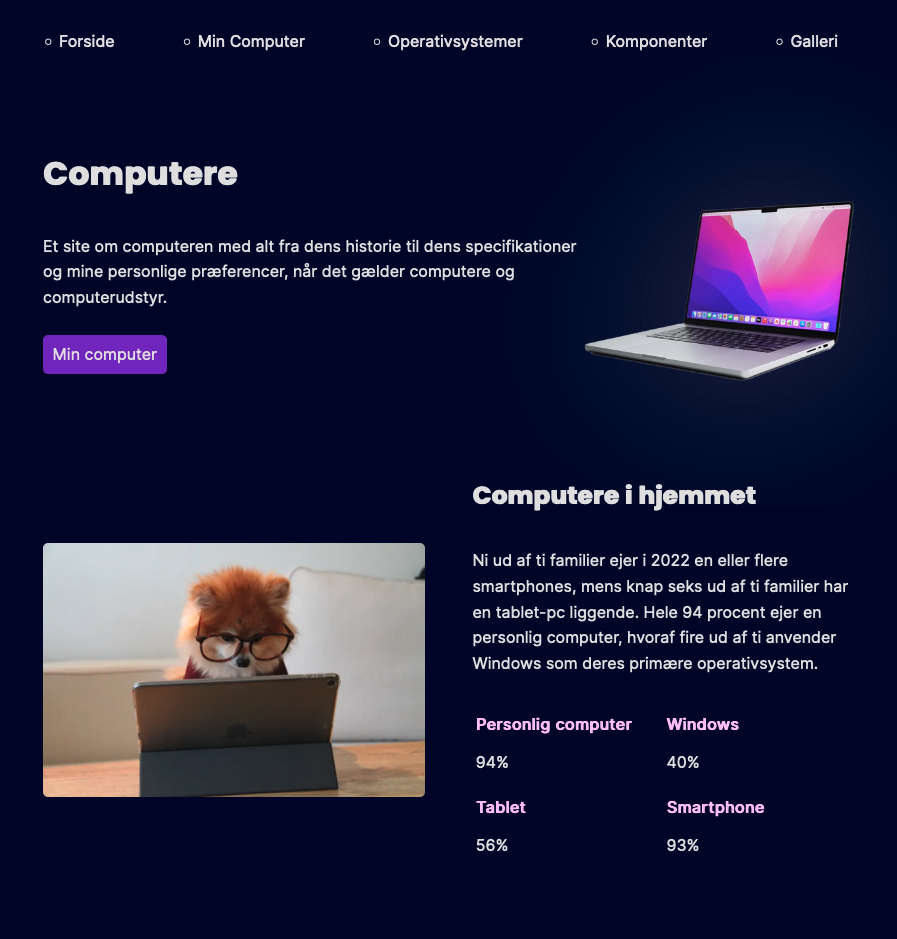 Forside
Min Computer
Operativsystemer
Komponenter
Galleri
Computere
Et site om computeren med alt fra dens historie til dens specifikationer
og mine personlige præferencer, når det gælder computere og
computerudstyr.
Min computer
Computere i hjemmet
Ni ud af ti familier ejer i 2022 en eller flere
smartphones, mens knap seks ud af ti familier har
en tablet-pc liggende. Hele 94 procent ejer en
personlig computer, hvoraf fire ud af ti anvender
Windows som deres primære operativsystem.
Personlig computer
Windows
94%
40%
Tablet
Smartphone
56%
93%